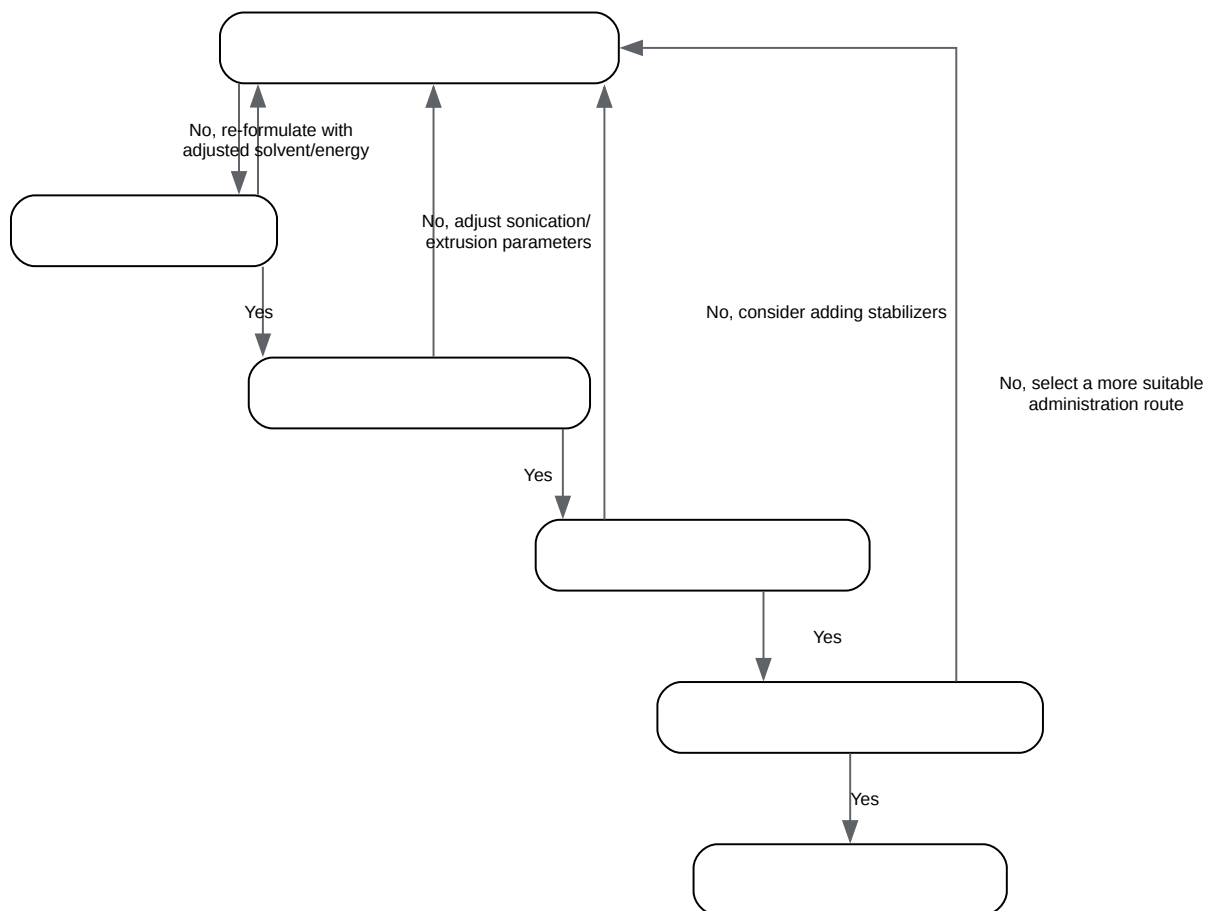 No, re-formulate with
adjusted solvent/energy
No, adjust sonication/
extrusion parameters
Yes
No, consider adding stabilizers
No, select a more suitable
administration route
Yes
Yes
Yes